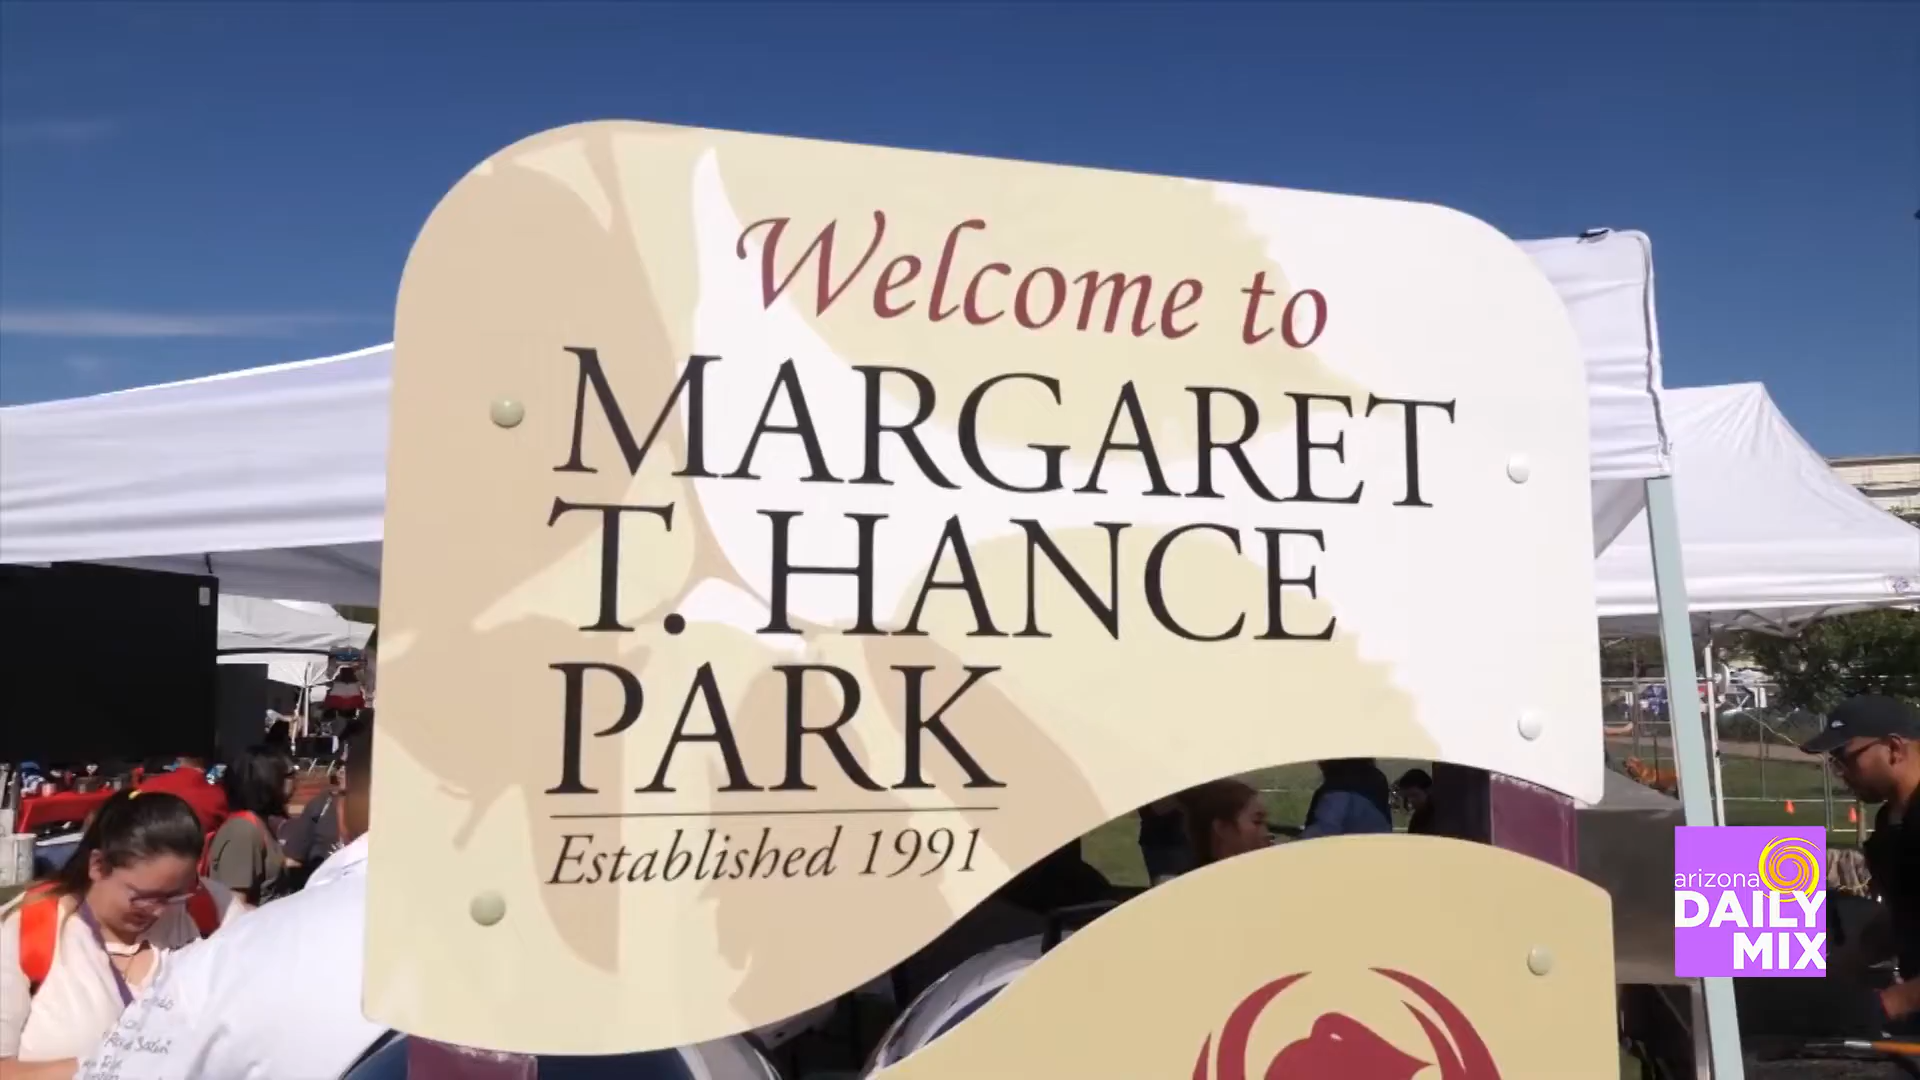 Welcome to
MARGARET
T. HANCE
PARK
Established 1991
arizona
DAILY
MIX